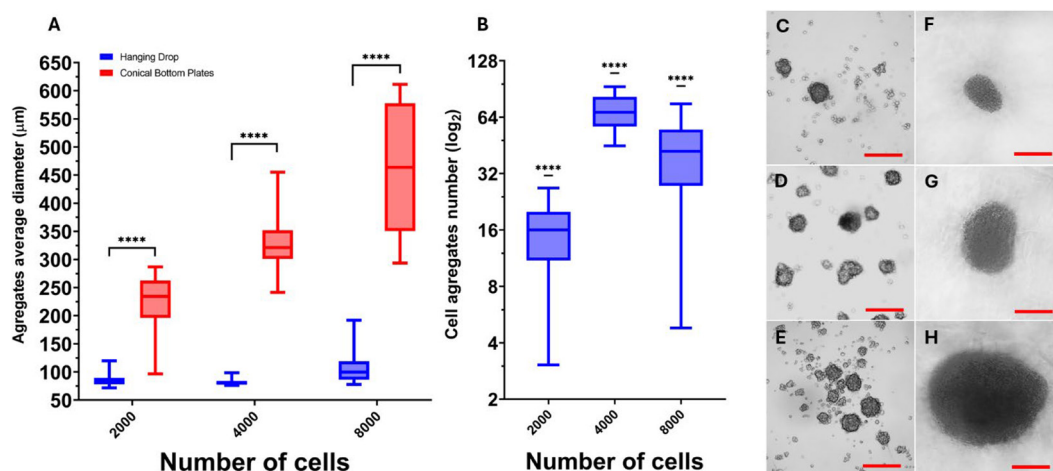 A
Hanging Drop
Conical Bottom Plates
Agregates average diameter (μm)
650
600
550
500
450
400
350
300
250
200
150
100
50
****
****
****
2000
4000
8000
Number of cells
B
Cell agregates number (log2)
128
64
32
16
8
4
2
****
****
****
2000
4000
8000
Number of cells
C
F
D
G
E
H